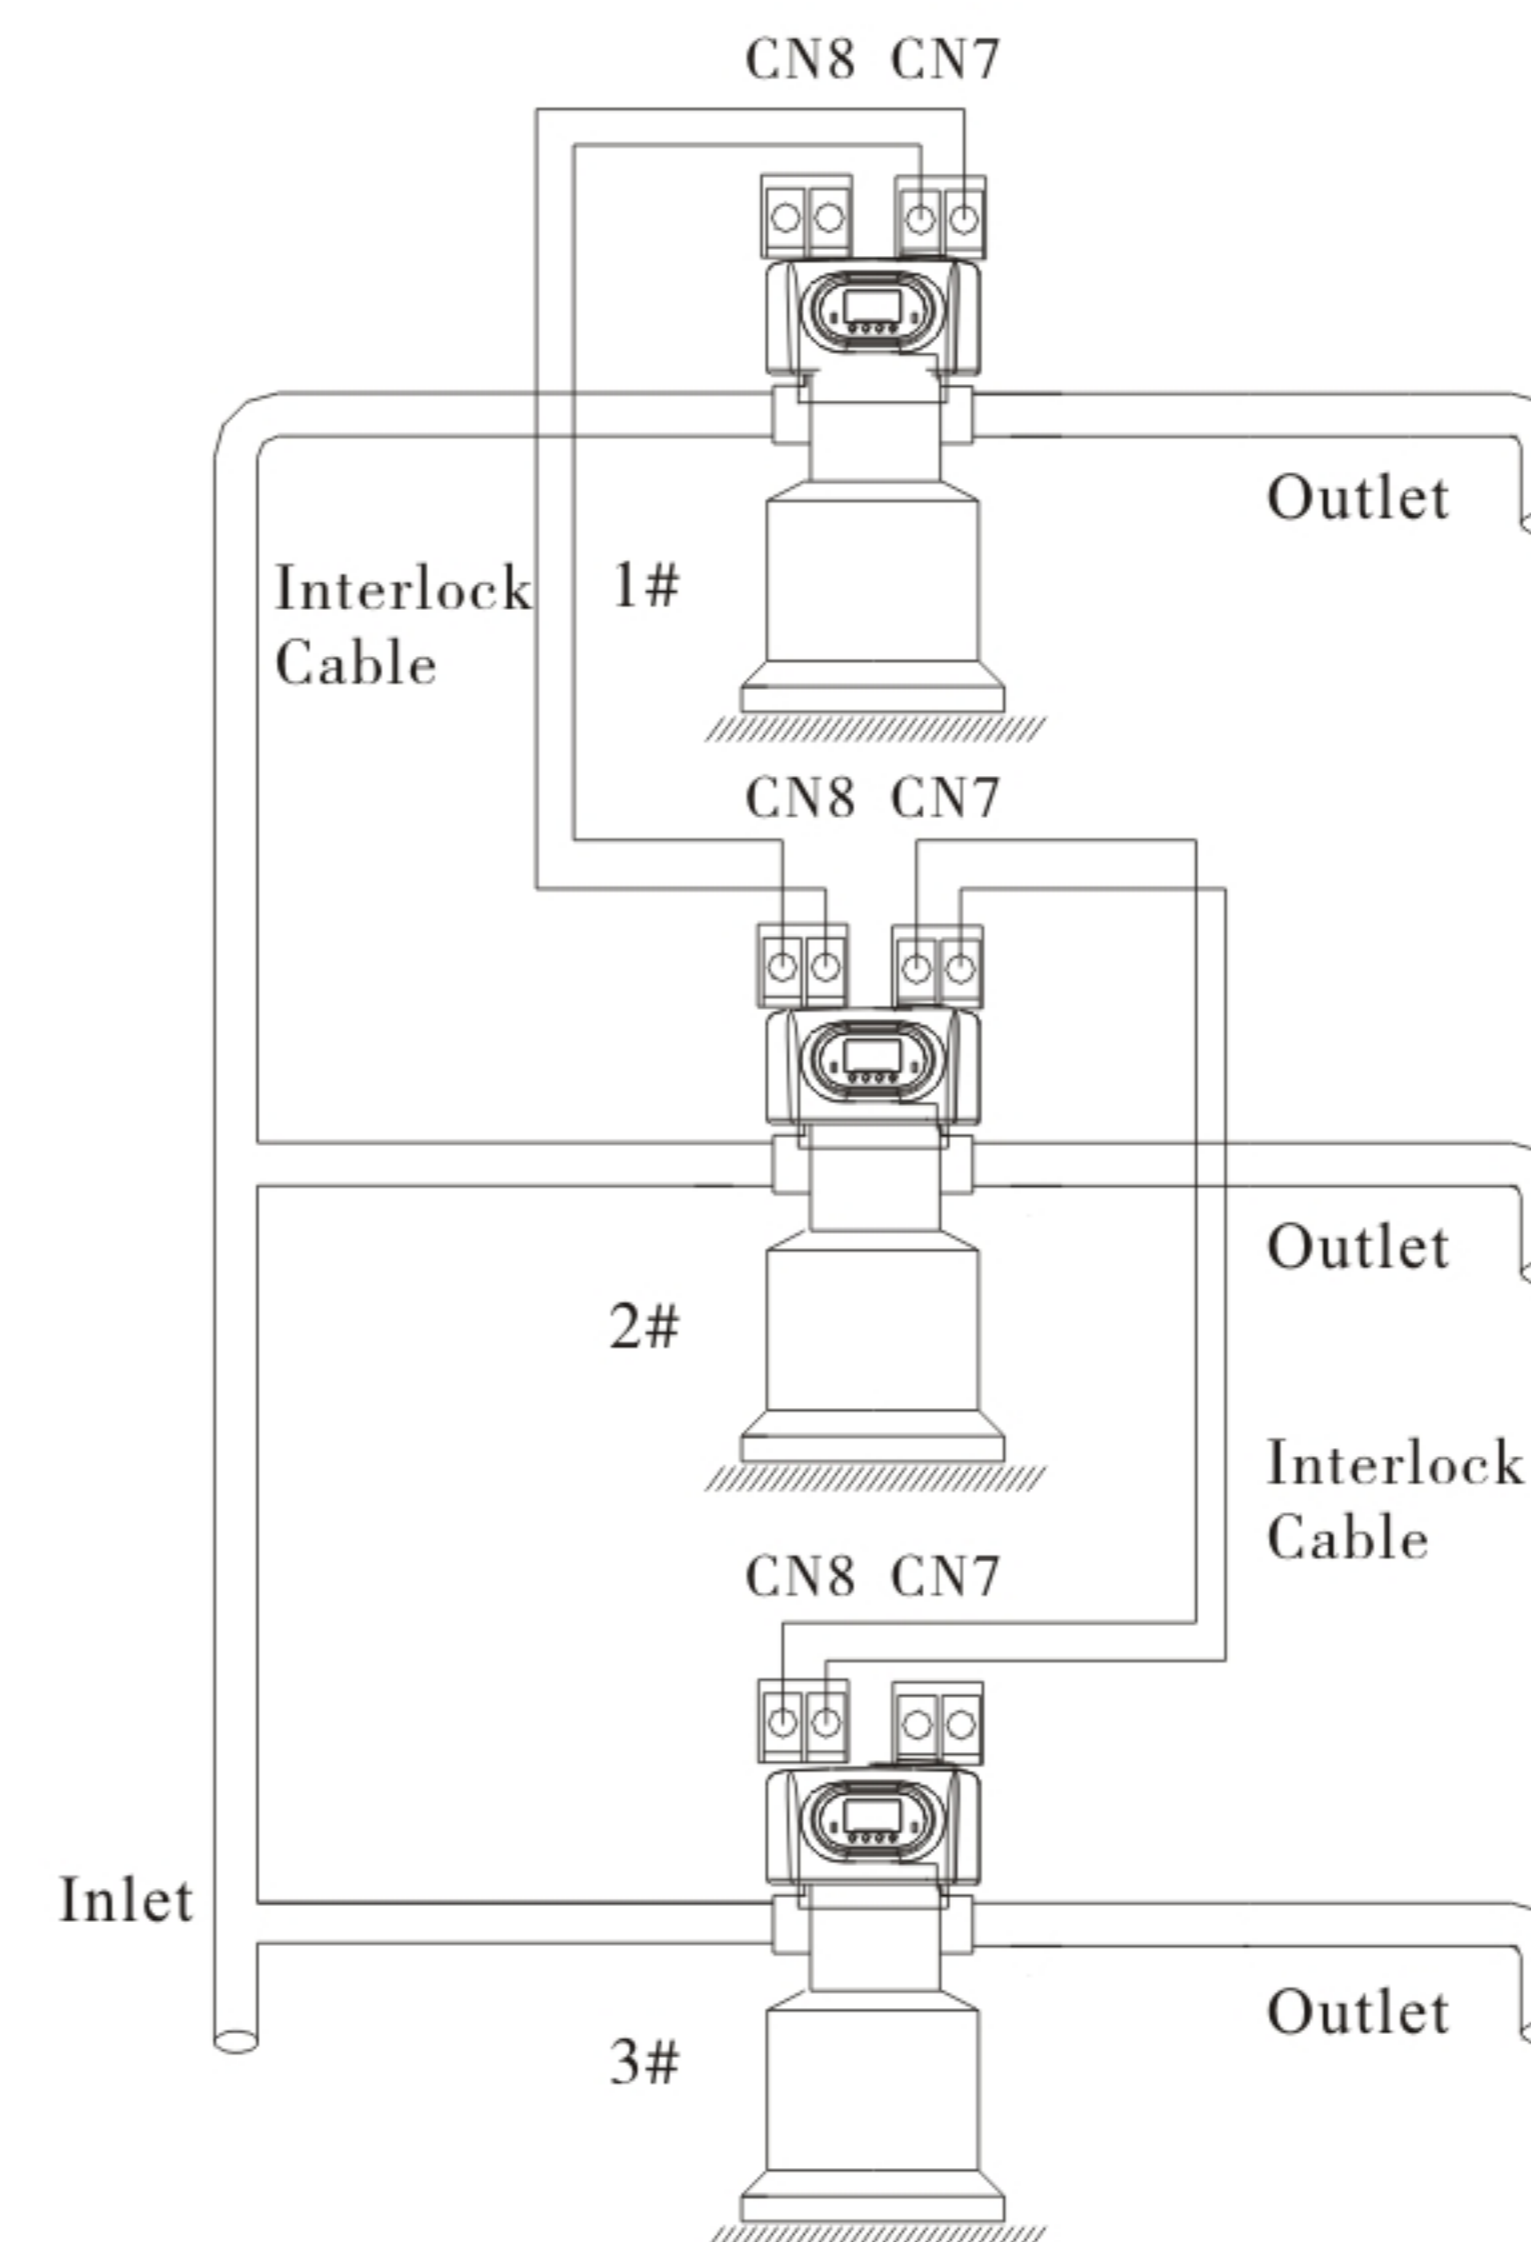 CN8 CN7
Outlet
Interlock
Cable
1#
CN8 CN7
Outlet
2#
Interlock
Cable
CN8 CN7
Inlet
Outlet
3#